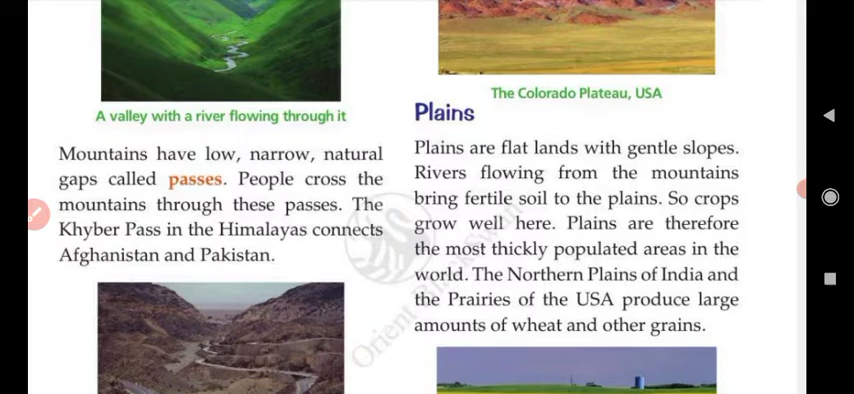 A valley with a river flowing through it
Mountains have low, narrow, natural
gaps called passes. People cross the
mountains through these passes. The
Khyber Pass in the Himalayas connects
Afghanistan and Pakistan.
The Colorado Plateau, USA
Plains
Plains are flat lands with gentle slopes.
Rivers flowing from the mountains
bring fertile soil to the plains. So crops
grow well here. Plains are therefore
the most thickly populated areas in the
world. The Northern Plains of India and
the Prairies of the USA produce large
amounts of wheat and other grains.
Orient BlackSwan